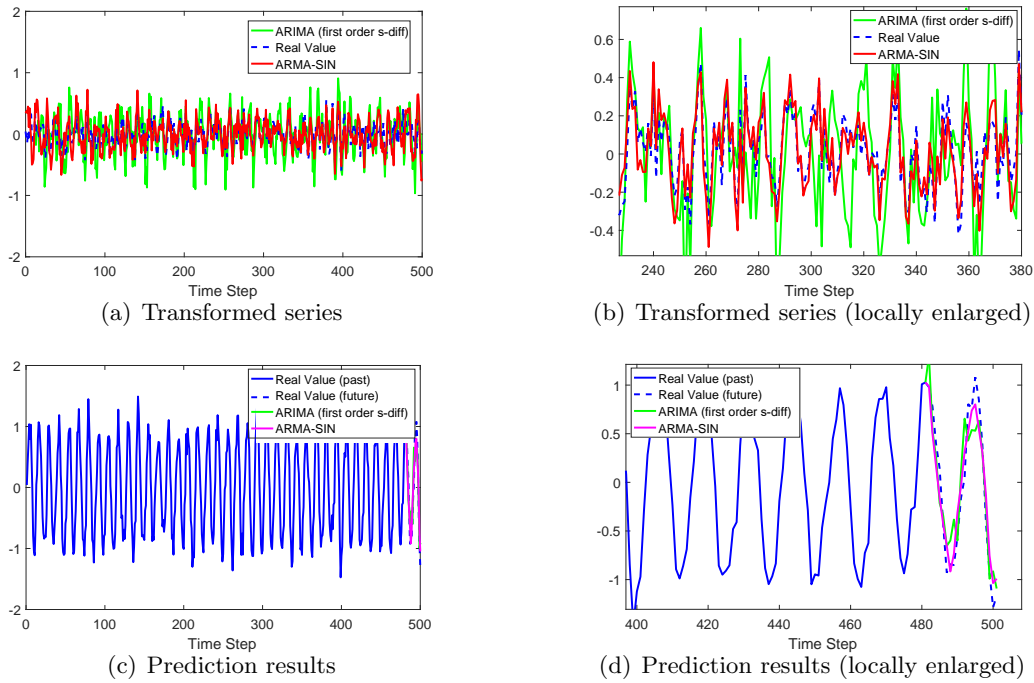 2
1
0
-1
-2
0
100
200
300
400
500
Time Step
ARIMA (first order s-diff)
Real Value
ARMA-SIN
(a) Transformed series
0.6
0.4
0.2
0
-0.2
-0.4
240
260
280
300
320
340
360
380
Time Step
ARIMA (first order s-diff)
Real Value
ARMA-SIN
(b) Transformed series (locally enlarged)
2
1
0
-1
-2
0
100
200
300
400
500
Time Step
Real Value (past)
Real Value (future)
ARIMA (first order s-diff)
ARMA-SIN
(c) Prediction results
1
0.5
0
-0.5
-1
400
420
440
460
480
500
Time Step
Real Value (past)
Real Value (future)
ARIMA (first order s-diff)
ARMA-SIN
(d) Prediction results (locally enlarged)